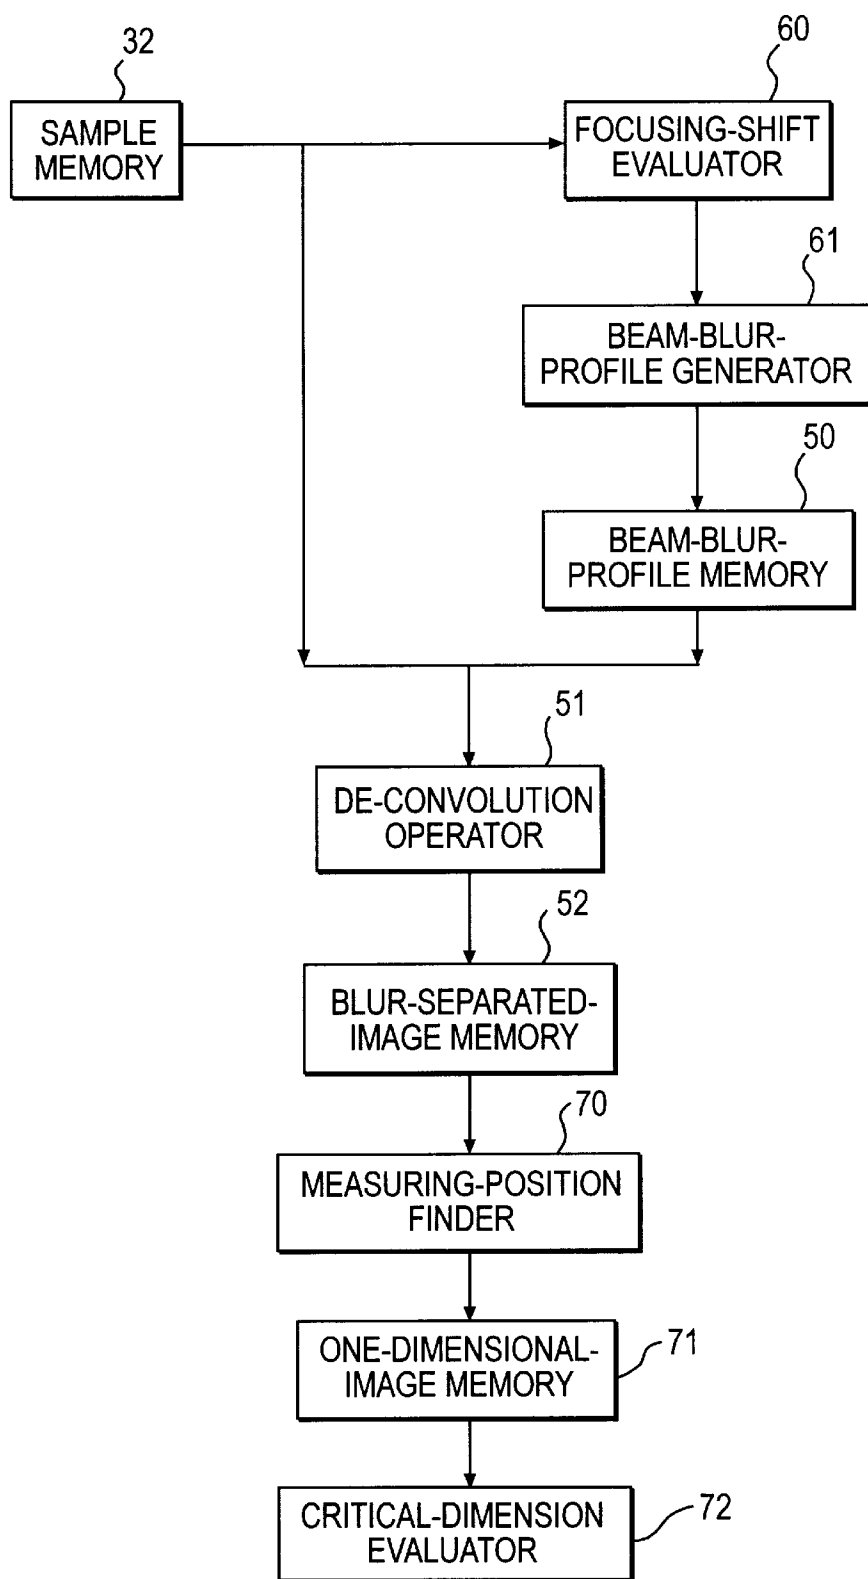 32
60
SAMPLE
MEMORY
FOCUSING-SHIFT
EVALUATOR
61
BEAM-BLUR-
PROFILE GENERATOR
50
BEAM-BLUR-
PROFILE MEMORY
51
DE-CONVOLUTION
OPERATOR
52
BLUR-SEPARATED-
IMAGE MEMORY
70
MEASURING-POSITION
FINDER
ONE-DIMENSIONAL-
IMAGE MEMORY
71
CRITICAL-DIMENSION
EVALUATOR
72